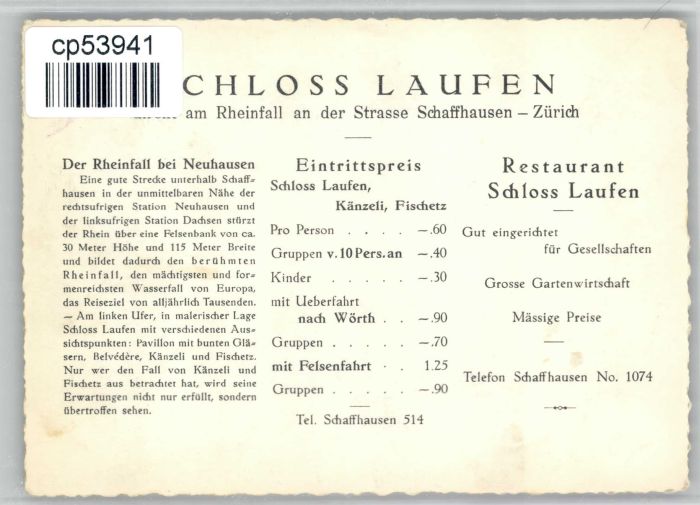 cp53941
CHLOSS LAUFEN
am Rheinfall an der Strasse Schaffhausen – Zürich
Der Rheinfall bei Neuhausen
Eine gute Strecke unterhalb Schaff-
hausen in der unmittelbaren Nähe der
rechtsufrigen Station Neuhausen und
der linksufrigen Station Dachsen stürzt
der Rhein über eine Felsenbank von ca.
30 Meter Höhe und 115 Meter Breite
und bildet dadurch den berühmten
Rheinfall, den mächtigsten und for-
menreichsten Wasserfall von Europa,
das Reiseziel von alljährlich Tausenden.
— Am linken Ufer, in malerischer Lage
Schloss Laufen mit verschiedenen Aus-
sichtspunkten: Pavillon mit bunten Glä-
sern, Belvédère, Känzeli und Fischetz.
Nur wer den Fall von Känzeli und
Fischetz aus betrachtet hat, wird seine
Erwartungen nicht nur erfüllt, sondern
übertroffen sehen.
Eintrittspreis
Schloss Laufen,
Känzeli, Fischetz
Pro Person . . . . —.60
Gruppen v. 10 Pers. an —.40
Kinder . . . . . —.30
mit Ueberfahrt
nach Wörth . . —.90
Gruppen . . . . . —.70
mit Felsenfahrt . . 1.25
Gruppen . . . . . —.90
Tel. Schaffhausen 514
Restaurant
Schloss Laufen
Gut eingerichtet
für Gesellschaften
Grosse Gartenwirtschaft
Mässige Preise
Telefon Schaffhausen No. 1074